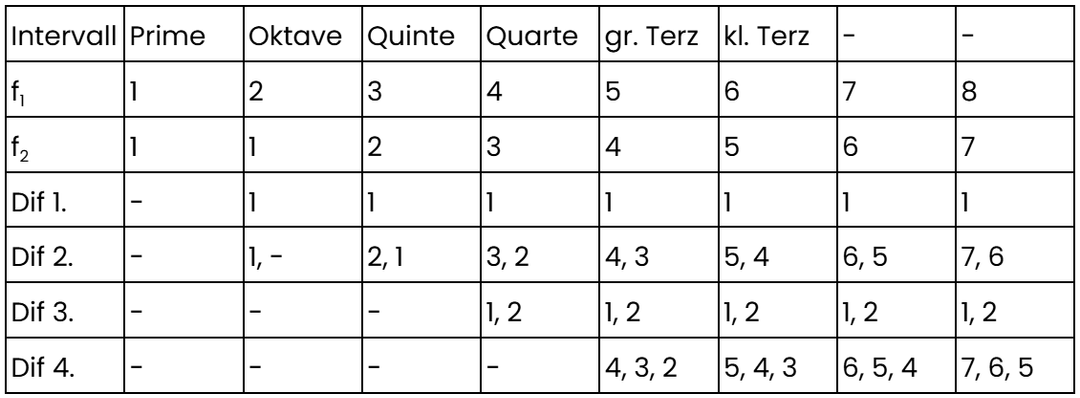 Intervall Prime Oktave Quinte Quarte gr. Terz kl. Terz - -
f₁ 1 2 3 4 5 6 7 8
f₂ 1 1 2 3 4 5 6 7
Dif 1. - 1 1 1 1 1 1 1
Dif 2. - 1, - 2, 1 3, 2 4, 3 5, 4 6, 5 7, 6
Dif 3. - - - 1, 2 1, 2 1, 2 1, 2 1, 2
Dif 4. - - - - 4, 3, 2 5, 4, 3 6, 5, 4 7, 6, 5